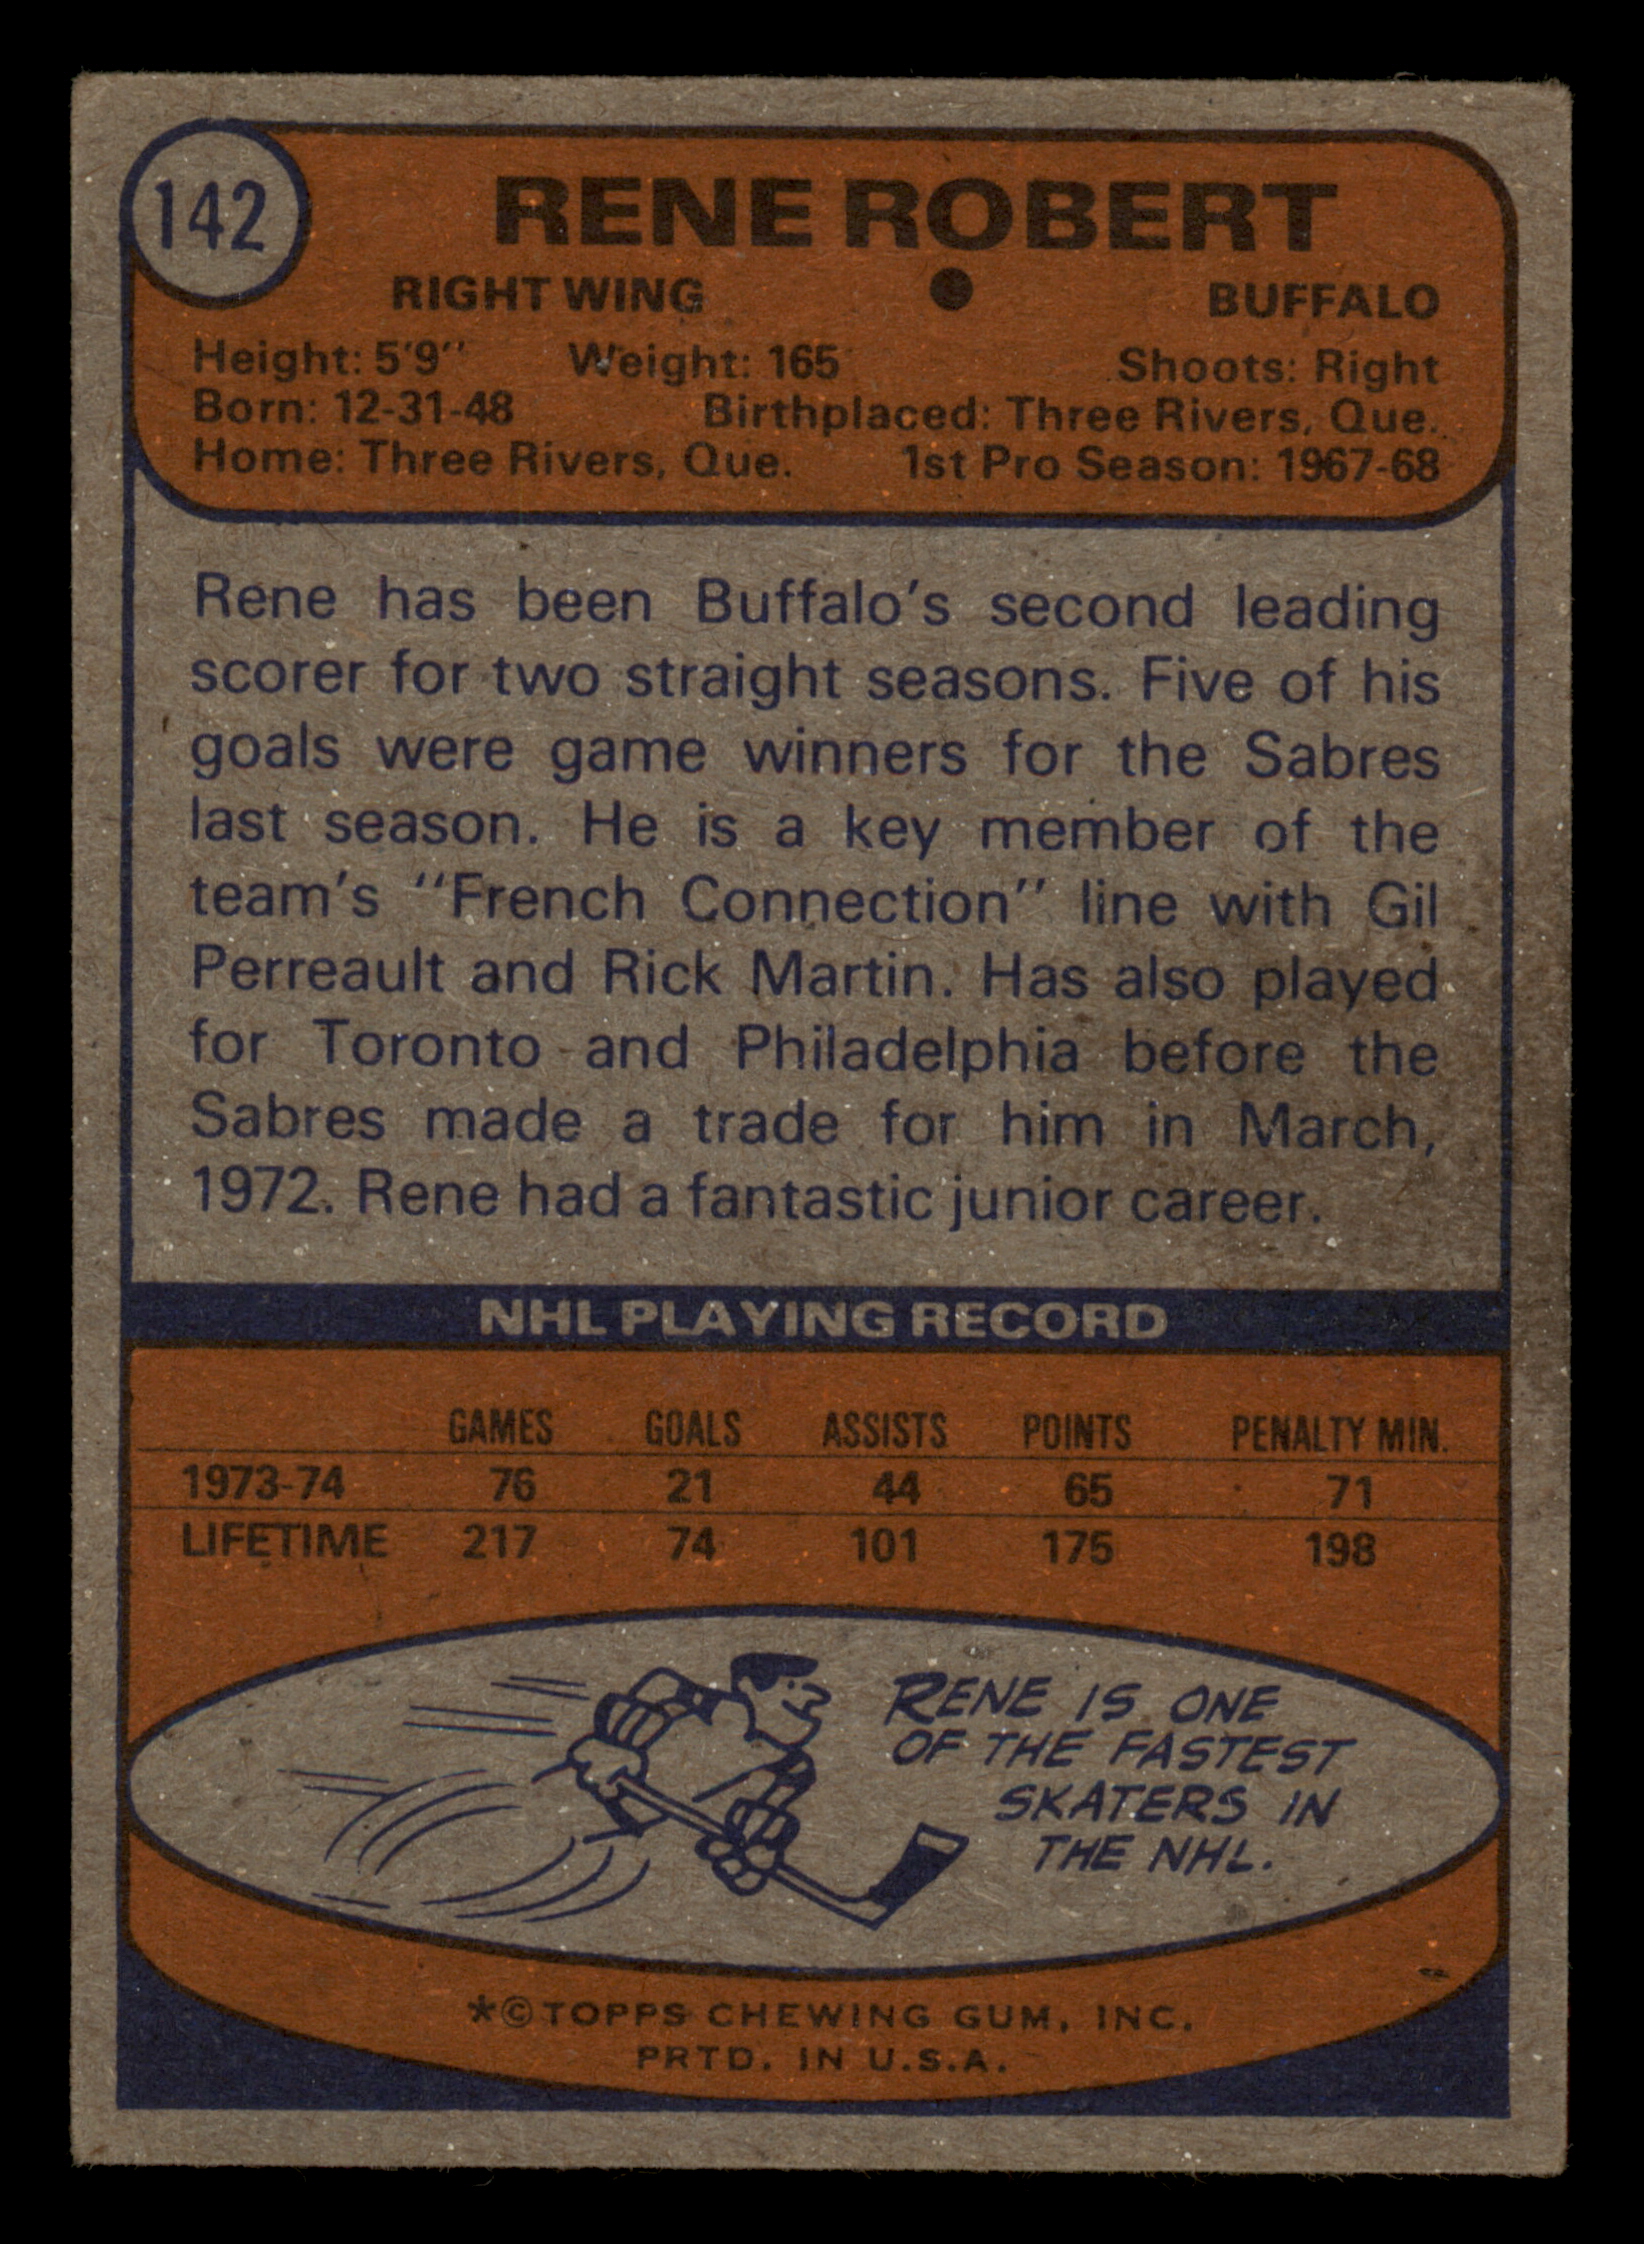 142
RENE ROBERT
RIGHT WING ● BUFFALO
Height: 5'9" Weight: 165 Shoots: Right
Born: 12-31-48 Birthplaced: Three Rivers, Que.
Home: Three Rivers, Que. 1st Pro Season: 1967-68
Rene has been Buffalo's second leading
scorer for two straight seasons. Five of his
goals were game winners for the Sabres
last season. He is a key member of the
team's "French Connection" line with Gil
Perreault and Rick Martin. Has also played
for Toronto and Philadelphia before the
Sabres made a trade for him in March,
1972. Rene had a fantastic junior career.
NHL PLAYING RECORD
GAMES GOALS ASSISTS POINTS PENALTY MIN.
1973-74 76 21 44 65 71
LIFETIME 217 74 101 175 198
RENE IS ONE
OF THE FASTEST
SKATERS IN
THE NHL.
*© TOPPS CHEWING GUM, INC.
PRTD. IN U.S.A.